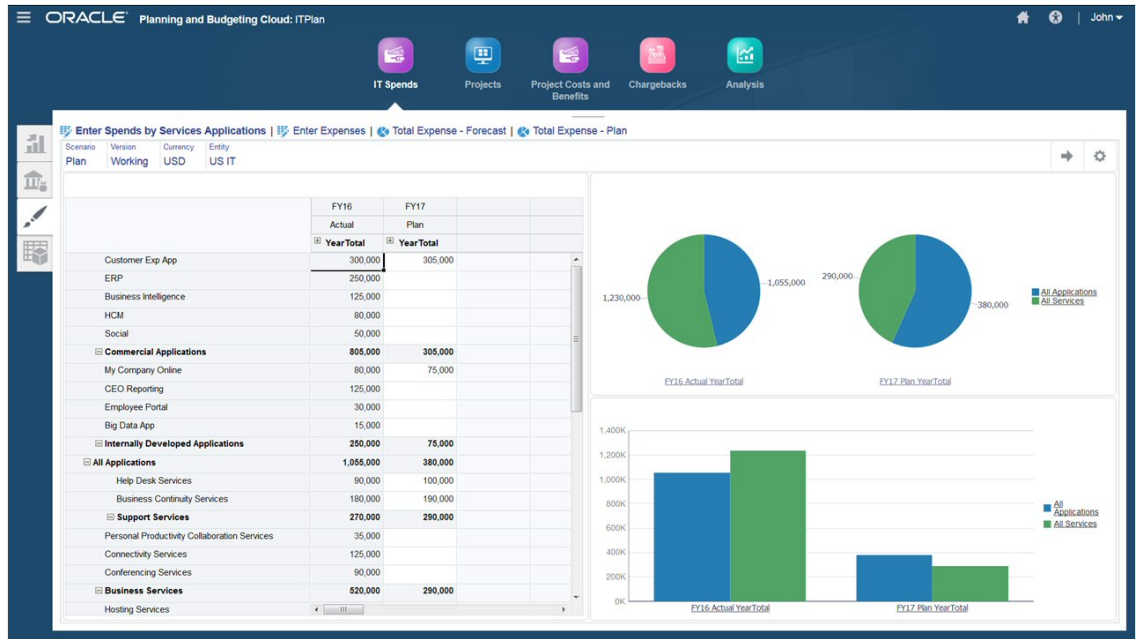 ORACLE® Planning and Budgeting Cloud: ITPlan
John
IT Spends
Projects
Project Costs and
Benefits
Chargebacks
Analysis
Enter Spends by Services Applications | Enter Expenses | Total Expense - Forecast | Total Expense - Plan
Scenario Version Currency Entity
Plan Working USD US IT
FY16 FY17
Actual Plan
YearTotal YearTotal
Customer Exp App 300,000 305,000
ERP 250,000
Business Intelligence 125,000
HCM 80,000
Social 50,000
Commercial Applications 805,000 305,000
My Company Online 80,000 75,000
CEO Reporting 125,000
Employee Portal 30,000
Big Data App 15,000
Internally Developed Applications 250,000 75,000
All Applications 1,055,000 380,000
Help Desk Services 90,000 100,000
Business Continuity Services 180,000 190,000
Support Services 270,000 290,000
Personal Productivity Collaboration Services 35,000
Connectivity Services 125,000
Conferencing Services 90,000
Business Services 520,000 290,000
Hosting Services
1,230,000
1,055,000
FY16 Actual YearTotal
290,000
380,000
FY17 Plan YearTotal
All Applications
All Services
1,400K
1,200K
1,000K
800K
600K
400K
200K
0K
FY16 Actual YearTotal
FY17 Plan YearTotal
All
Applications
All Services